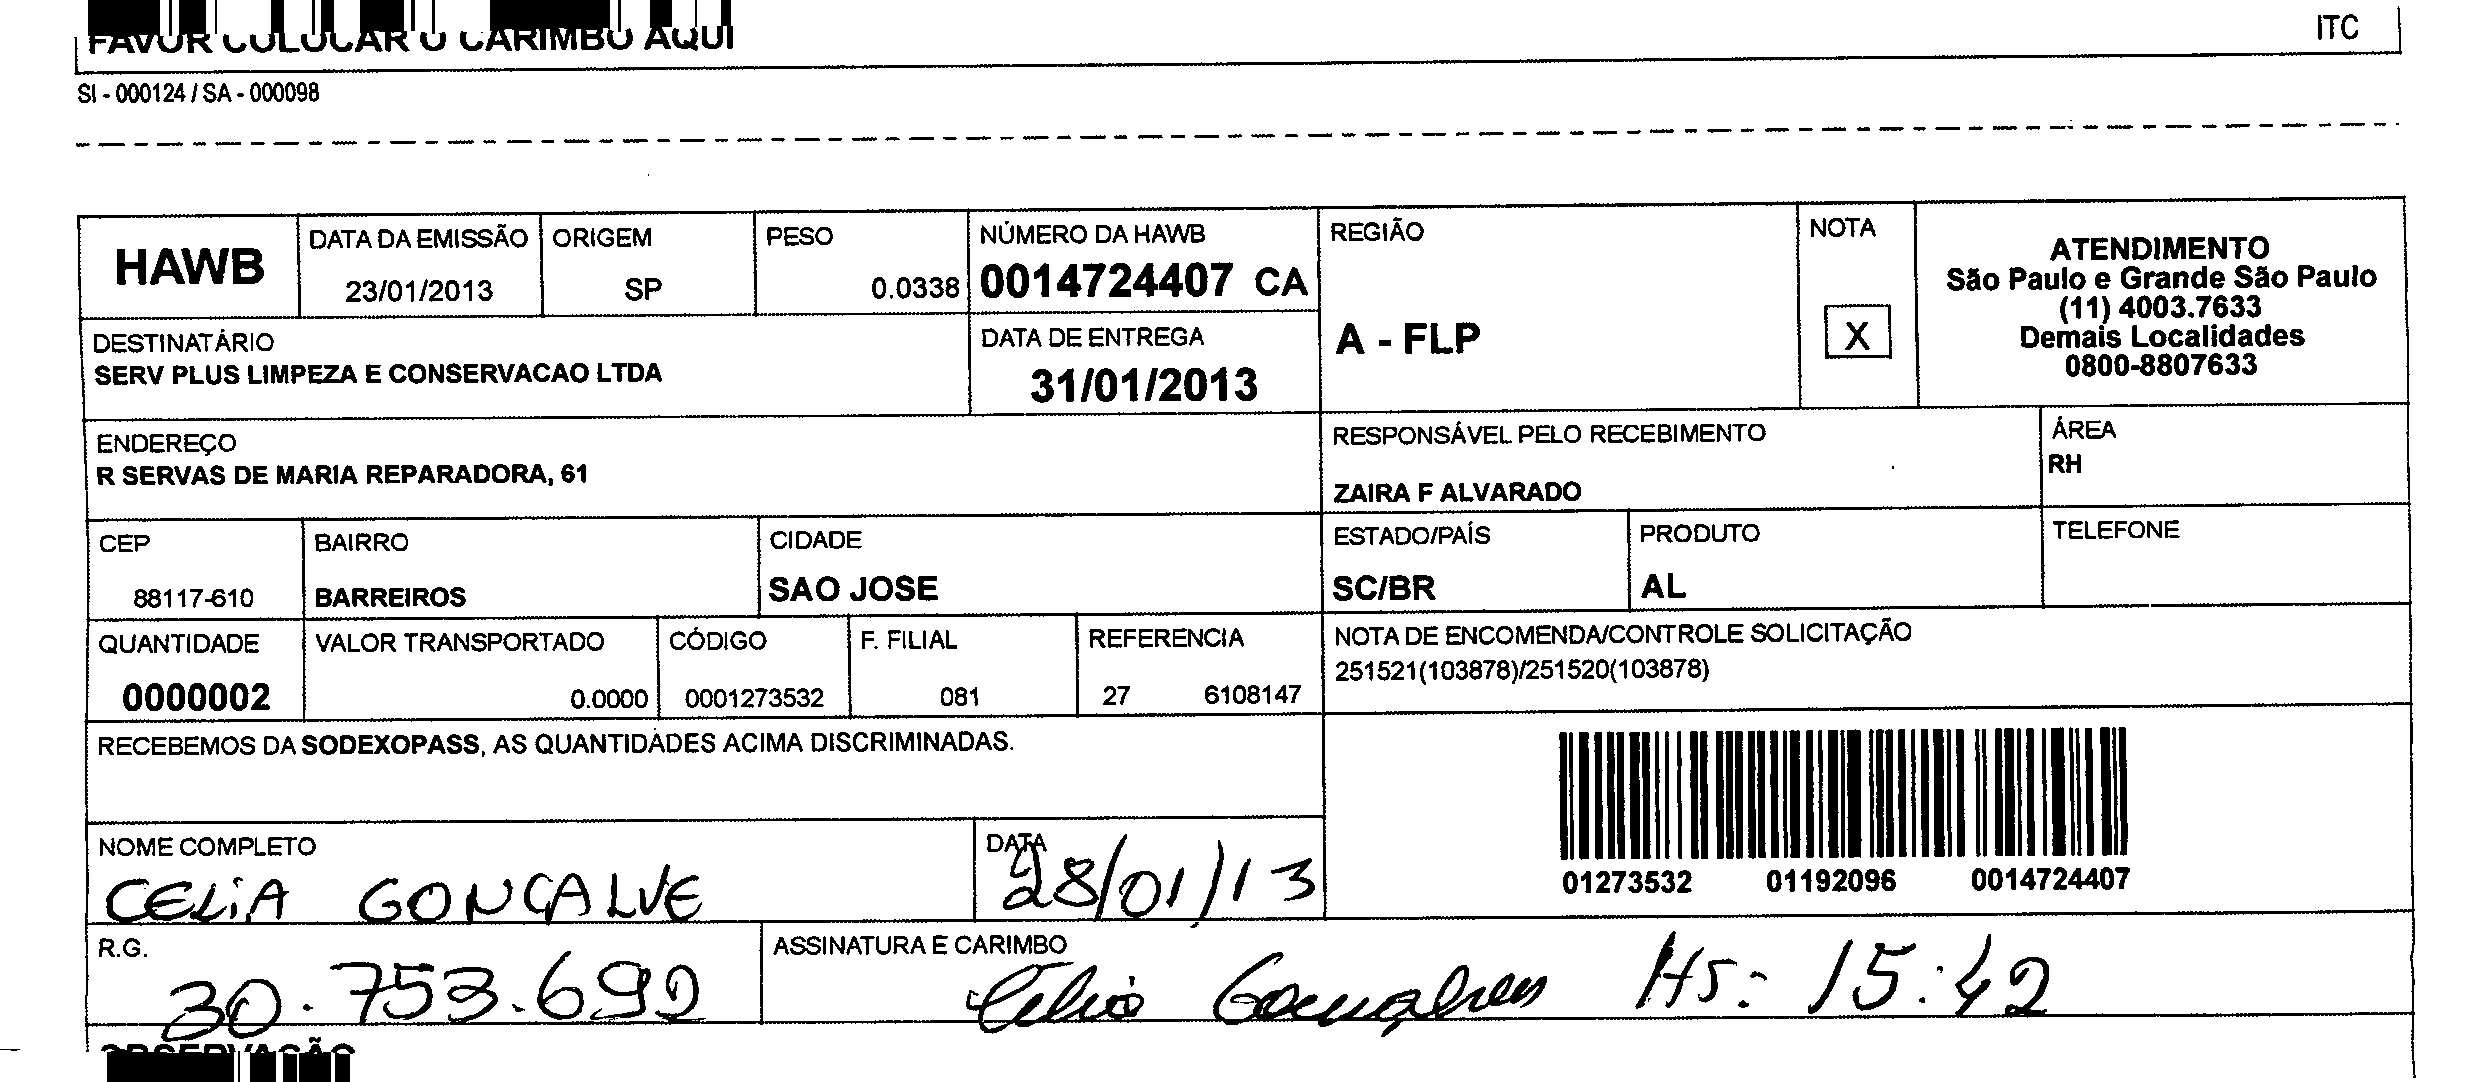 FAVOR COLOCAR O CARIMBO AQUI
ITC
SI - 000124 / SA - 000098
HAWB
DATA DA EMISSÃO
23/01/2013
ORIGEM
SP
PESO
0.0338
NÚMERO DA HAWB
0014724407 CA
REGIÃO
A - FLP
NOTA
X
ATENDIMENTO
São Paulo e Grande São Paulo
(11) 4003.7633
Demais Localidades
0800-8807633
DESTINATÁRIO
SERV PLUS LIMPEZA E CONSERVACAO LTDA
DATA DE ENTREGA
31/01/2013
ENDEREÇO
R SERVAS DE MARIA REPARADORA, 61
RESPONSÁVEL PELO RECEBIMENTO
ZAIRA F ALVARADO
ÁREA
RH
CEP
88117-610
BAIRRO
BARREIROS
CIDADE
SAO JOSE
ESTADO/PAÍS
SC/BR
PRODUTO
AL
TELEFONE
QUANTIDADE
0000002
VALOR TRANSPORTADO
0.0000
CÓDIGO
0001273532
F. FILIAL
081
REFERENCIA
27 6108147
NOTA DE ENCOMENDA/CONTROLE SOLICITAÇÃO
251521(103878)/251520(103878)
RECEBEMOS DA SODEXOPASS, AS QUANTIDADES ACIMA DISCRIMINADAS.
01273532 01192096 0014724407
NOME COMPLETO
CELIA GONÇALVE
DATA
28/01/13
R.G.
30.753.692
ASSINATURA E CARIMBO
Célia Gonçalves Hs: 15:42
OBSERVAÇÃO